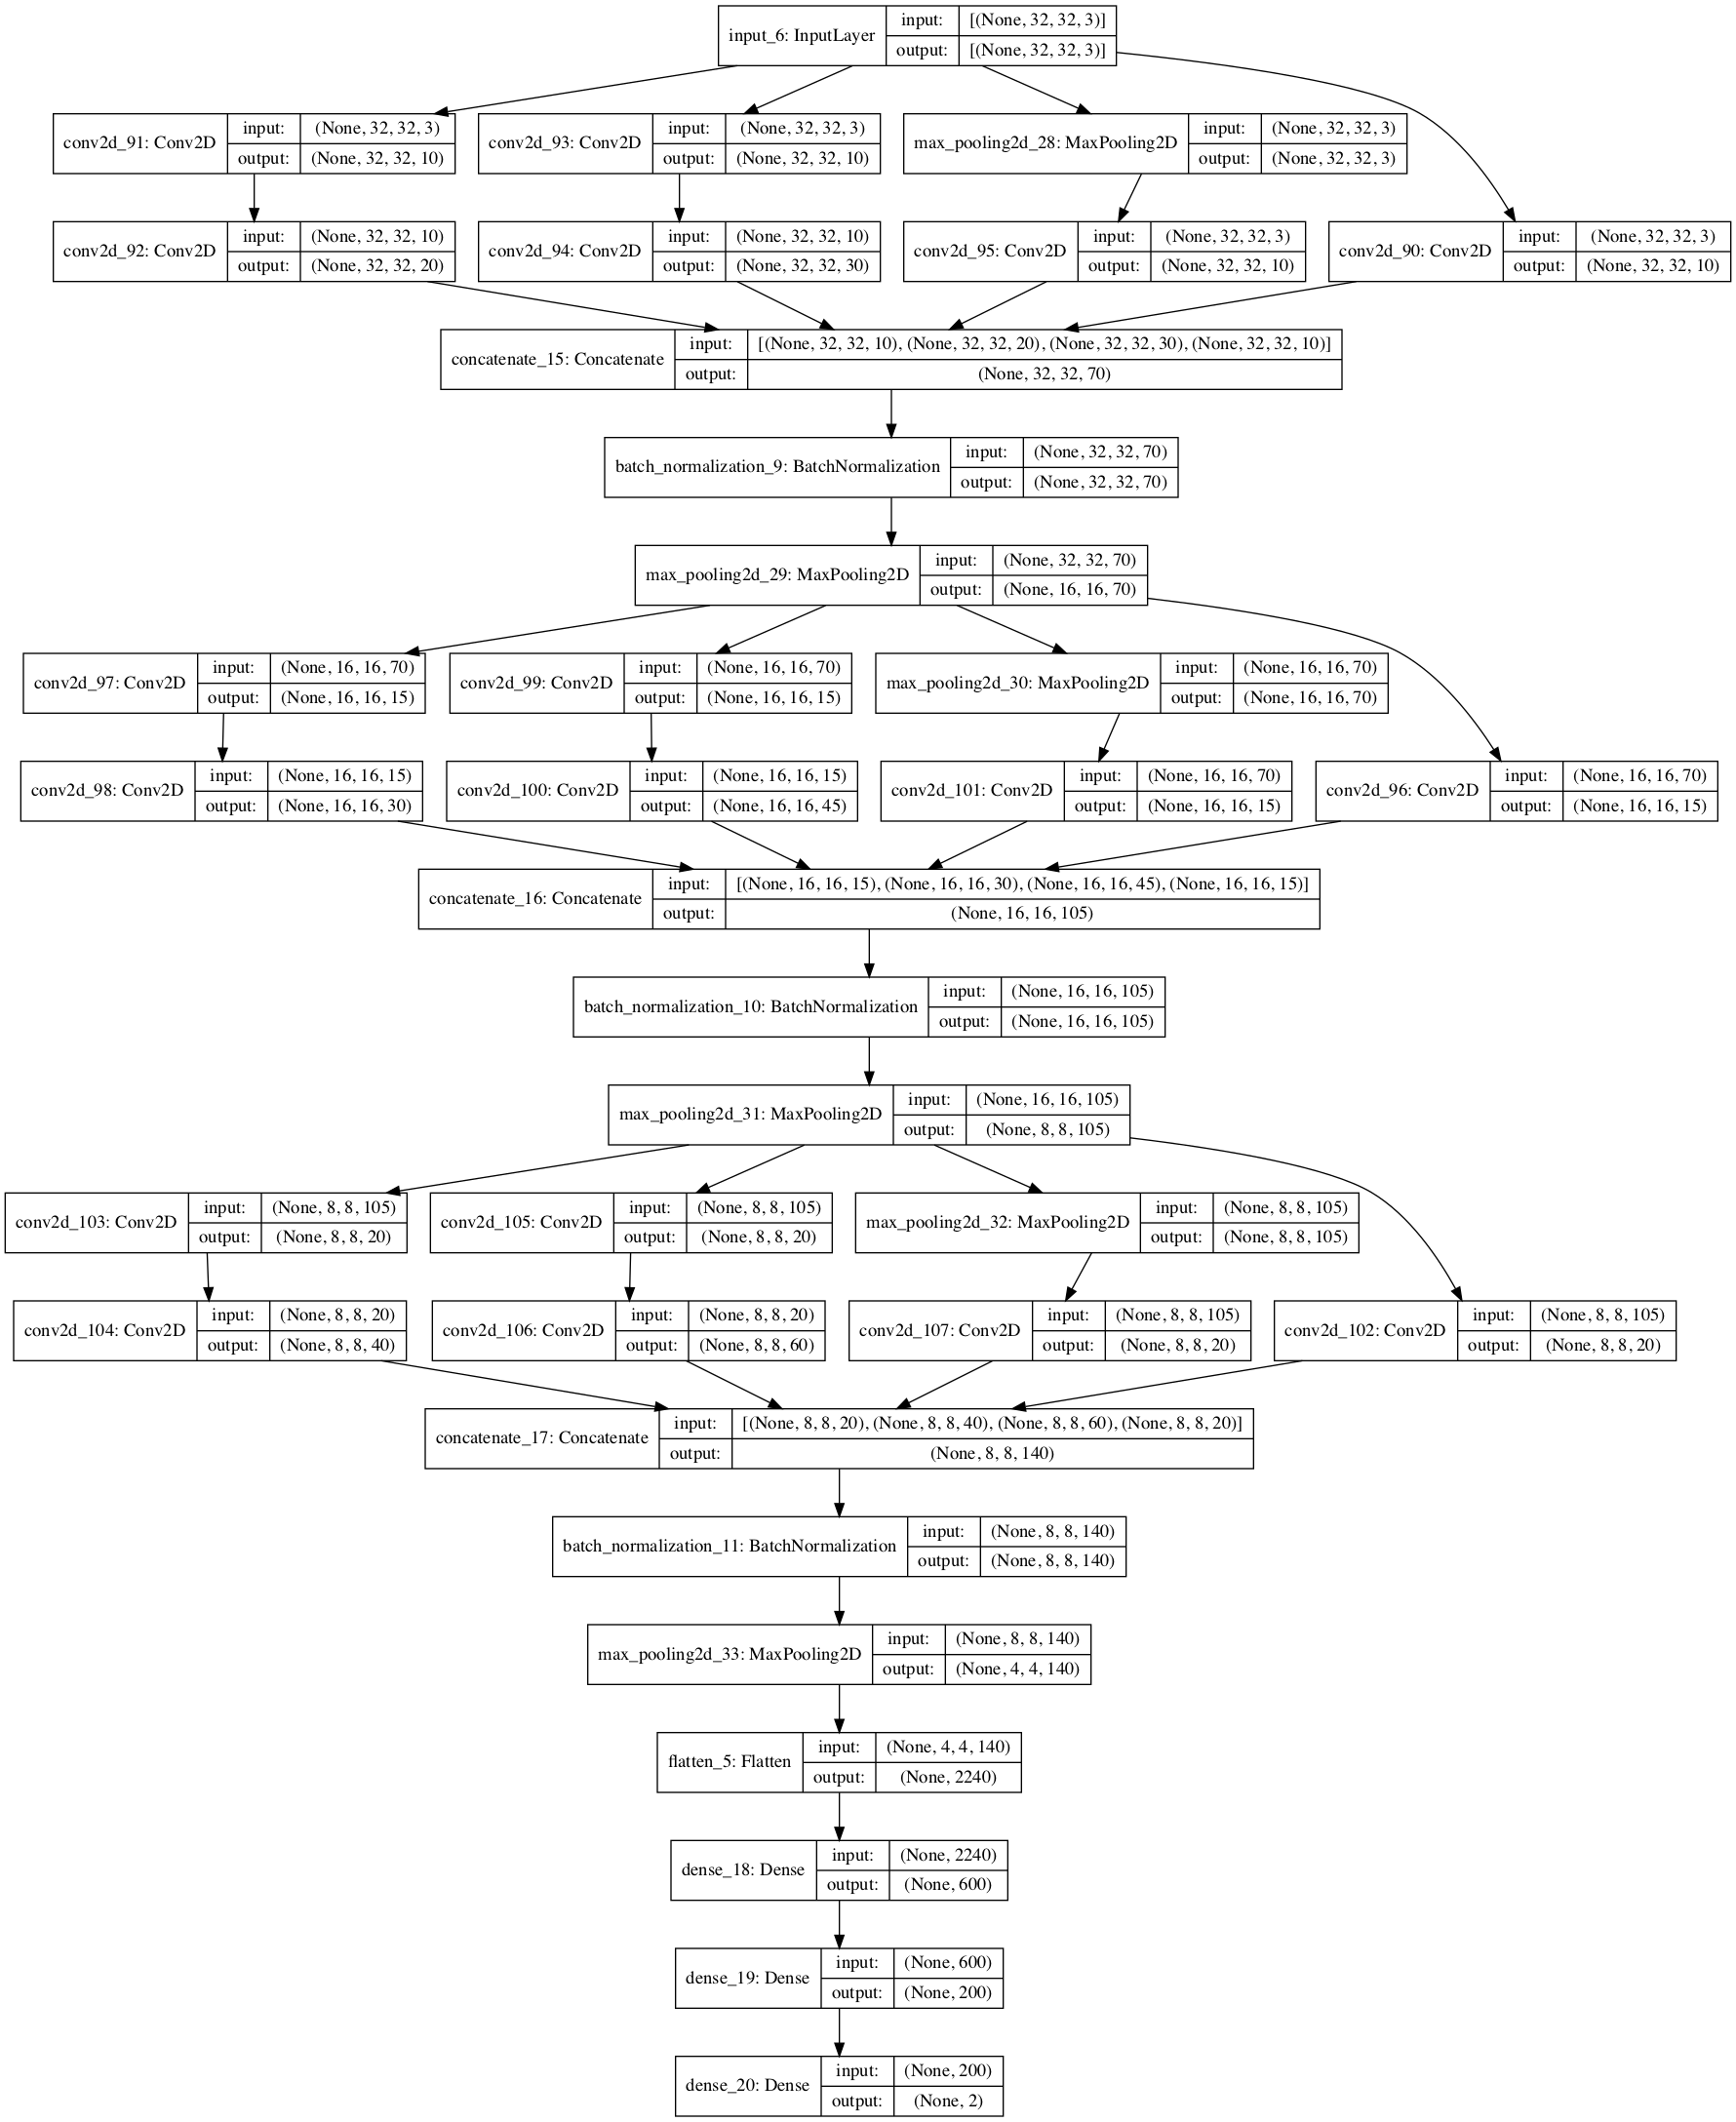 input_6: InputLayer
input: [(None, 32, 32, 3)]
output: [(None, 32, 32, 3)]
conv2d_91: Conv2D
input: (None, 32, 32, 3)
output: (None, 32, 32, 10)
conv2d_93: Conv2D
input: (None, 32, 32, 3)
output: (None, 32, 32, 10)
max_pooling2d_28: MaxPooling2D
input: (None, 32, 32, 3)
output: (None, 32, 32, 3)
conv2d_92: Conv2D
input: (None, 32, 32, 10)
output: (None, 32, 32, 20)
conv2d_94: Conv2D
input: (None, 32, 32, 10)
output: (None, 32, 32, 30)
conv2d_95: Conv2D
input: (None, 32, 32, 3)
output: (None, 32, 32, 10)
conv2d_90: Conv2D
input: (None, 32, 32, 3)
output: (None, 32, 32, 10)
concatenate_15: Concatenate
input: [(None, 32, 32, 10), (None, 32, 32, 20), (None, 32, 32, 30), (None, 32, 32, 10)]
output: (None, 32, 32, 70)
batch_normalization_9: BatchNormalization
input: (None, 32, 32, 70)
output: (None, 32, 32, 70)
max_pooling2d_29: MaxPooling2D
input: (None, 32, 32, 70)
output: (None, 16, 16, 70)
conv2d_97: Conv2D
input: (None, 16, 16, 70)
output: (None, 16, 16, 15)
conv2d_99: Conv2D
input: (None, 16, 16, 70)
output: (None, 16, 16, 15)
max_pooling2d_30: MaxPooling2D
input: (None, 16, 16, 70)
output: (None, 16, 16, 70)
conv2d_98: Conv2D
input: (None, 16, 16, 15)
output: (None, 16, 16, 30)
conv2d_100: Conv2D
input: (None, 16, 16, 15)
output: (None, 16, 16, 45)
conv2d_101: Conv2D
input: (None, 16, 16, 70)
output: (None, 16, 16, 15)
conv2d_96: Conv2D
input: (None, 16, 16, 70)
output: (None, 16, 16, 15)
concatenate_16: Concatenate
input: [(None, 16, 16, 15), (None, 16, 16, 30), (None, 16, 16, 45), (None, 16, 16, 15)]
output: (None, 16, 16, 105)
batch_normalization_10: BatchNormalization
input: (None, 16, 16, 105)
output: (None, 16, 16, 105)
max_pooling2d_31: MaxPooling2D
input: (None, 16, 16, 105)
output: (None, 8, 8, 105)
conv2d_103: Conv2D
input: (None, 8, 8, 105)
output: (None, 8, 8, 20)
conv2d_105: Conv2D
input: (None, 8, 8, 105)
output: (None, 8, 8, 20)
max_pooling2d_32: MaxPooling2D
input: (None, 8, 8, 105)
output: (None, 8, 8, 105)
conv2d_104: Conv2D
input: (None, 8, 8, 20)
output: (None, 8, 8, 40)
conv2d_106: Conv2D
input: (None, 8, 8, 20)
output: (None, 8, 8, 60)
conv2d_107: Conv2D
input: (None, 8, 8, 105)
output: (None, 8, 8, 20)
conv2d_102: Conv2D
input: (None, 8, 8, 105)
output: (None, 8, 8, 20)
concatenate_17: Concatenate
input: [(None, 8, 8, 20), (None, 8, 8, 40), (None, 8, 8, 60), (None, 8, 8, 20)]
output: (None, 8, 8, 140)
batch_normalization_11: BatchNormalization
input: (None, 8, 8, 140)
output: (None, 8, 8, 140)
max_pooling2d_33: MaxPooling2D
input: (None, 8, 8, 140)
output: (None, 4, 4, 140)
flatten_5: Flatten
input: (None, 4, 4, 140)
output: (None, 2240)
dense_18: Dense
input: (None, 2240)
output: (None, 600)
dense_19: Dense
input: (None, 600)
output: (None, 200)
dense_20: Dense
input: (None, 200)
output: (None, 2)